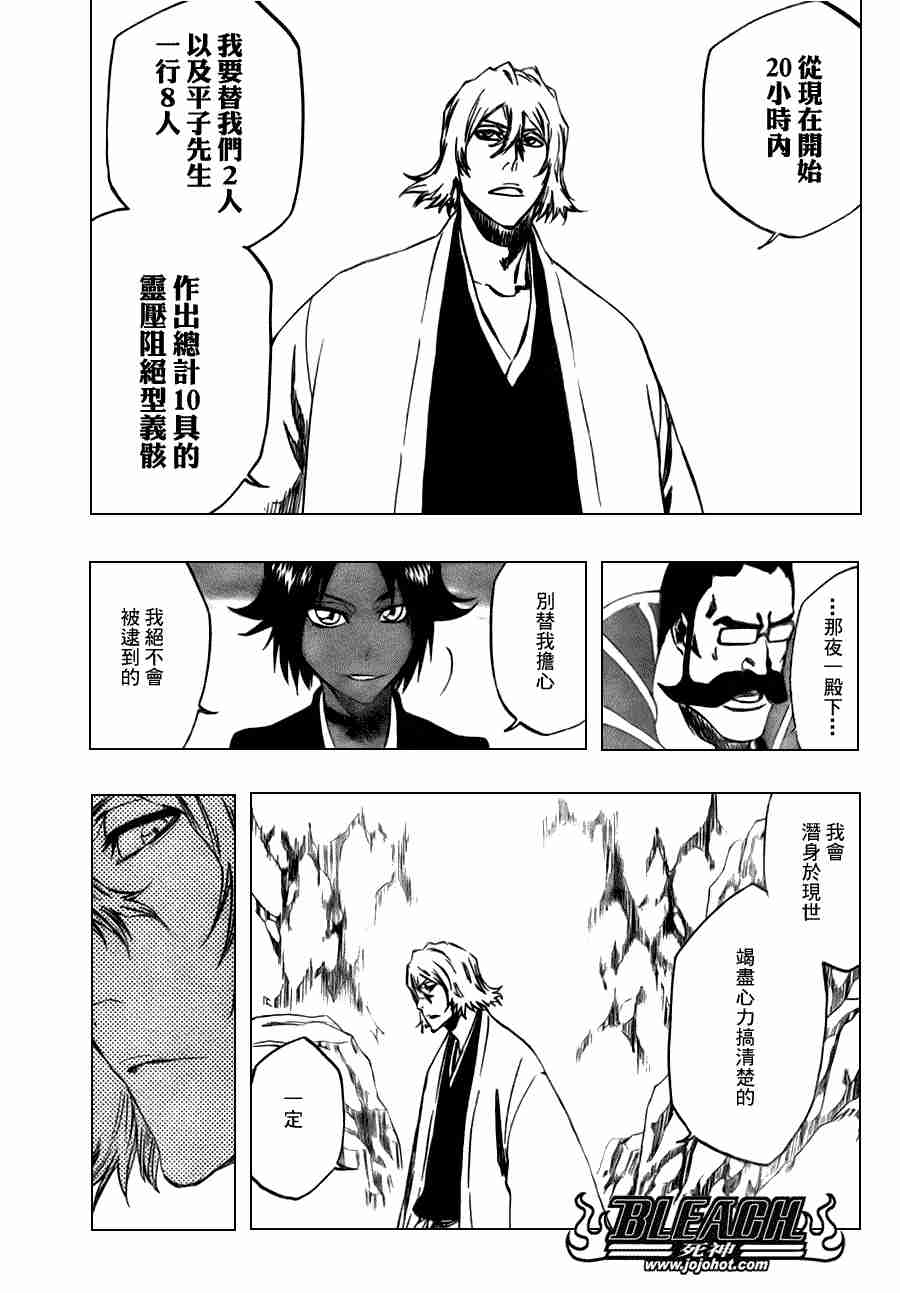 從現在開始
20小時內
我要替我們2人
以及平子先生
一行8人
作出總計10具的
靈壓阻絕型義骸
…那夜一殿下…
別替我擔心
我絕不會
被逮到的
我會
潛身於現世
竭盡心力搞清楚的
一定
BLEACH
死神
www.jojohot.com